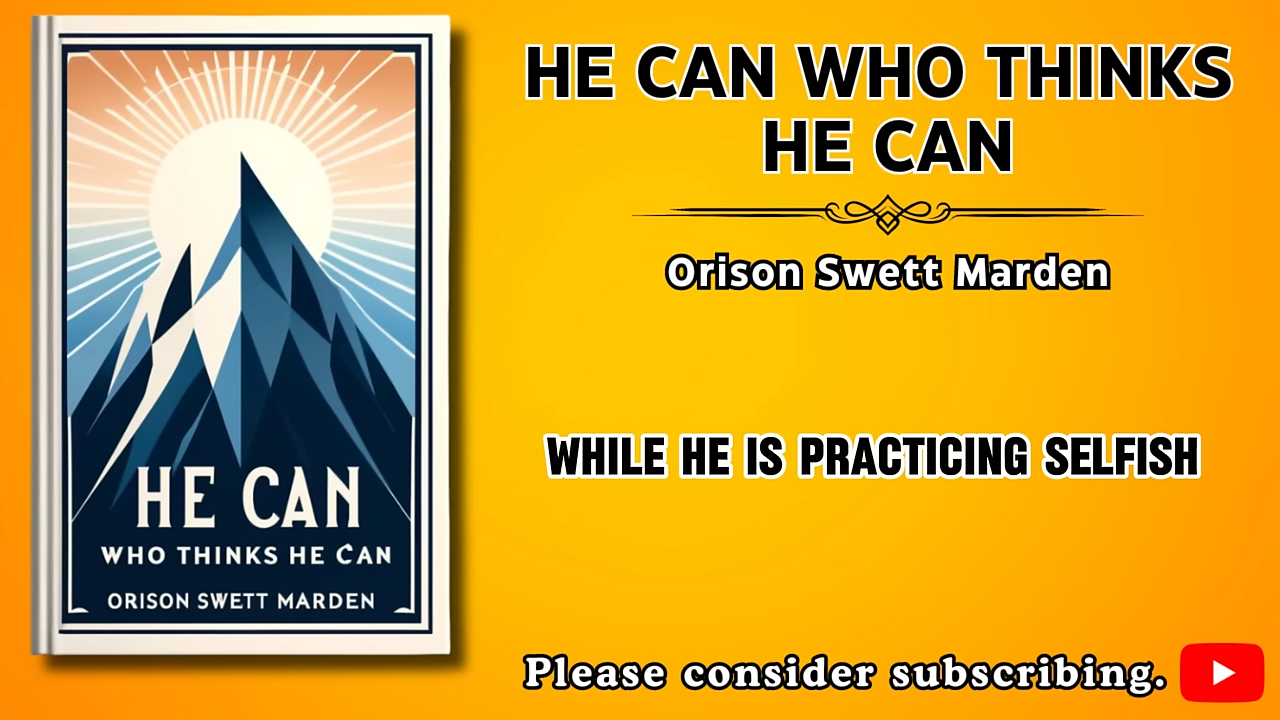 HE CAN
WHO THINKS HE CAN
ORISON SWETT MARDEN
HE CAN WHO THINKS
HE CAN
Orison Swett Marden
WHILE HE IS PRACTICING SELFISH
Please consider subscribing.